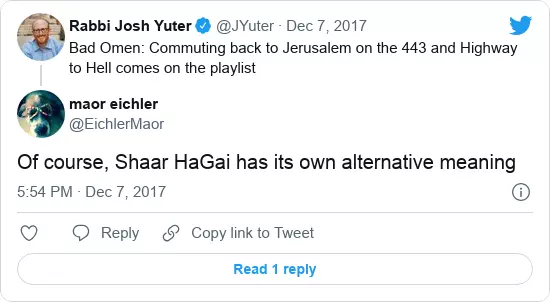 Rabbi Josh Yuter @JYuter · Dec 7, 2017
Bad Omen: Commuting back to Jerusalem on the 443 and Highway
to Hell comes on the playlist
maor eichler
@EichlerMaor
Of course, Shaar HaGai has its own alternative meaning
5:54 PM · Dec 7, 2017
Reply Copy link to Tweet
Read 1 reply